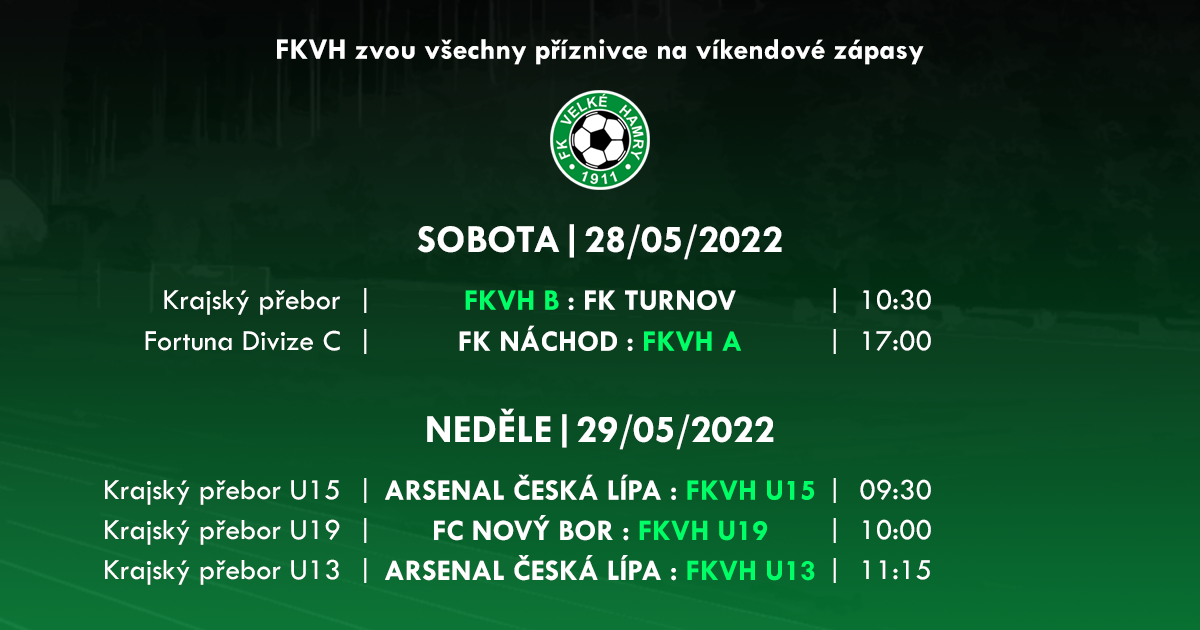 FKVH zvou všechny příznivce na víkendové zápasy
FK VELKÉ HAMRY
• 1911 •
SOBOTA | 28/05/2022
Krajský přebor | FKVH B : FK TURNOV | 10:30
Fortuna Divize C | FK NÁCHOD : FKVH A | 17:00
NEDĚLE | 29/05/2022
Krajský přebor U15 | ARSENAL ČESKÁ LÍPA : FKVH U15 | 09:30
Krajský přebor U19 | FC NOVÝ BOR : FKVH U19 | 10:00
Krajský přebor U13 | ARSENAL ČESKÁ LÍPA : FKVH U13 | 11:15